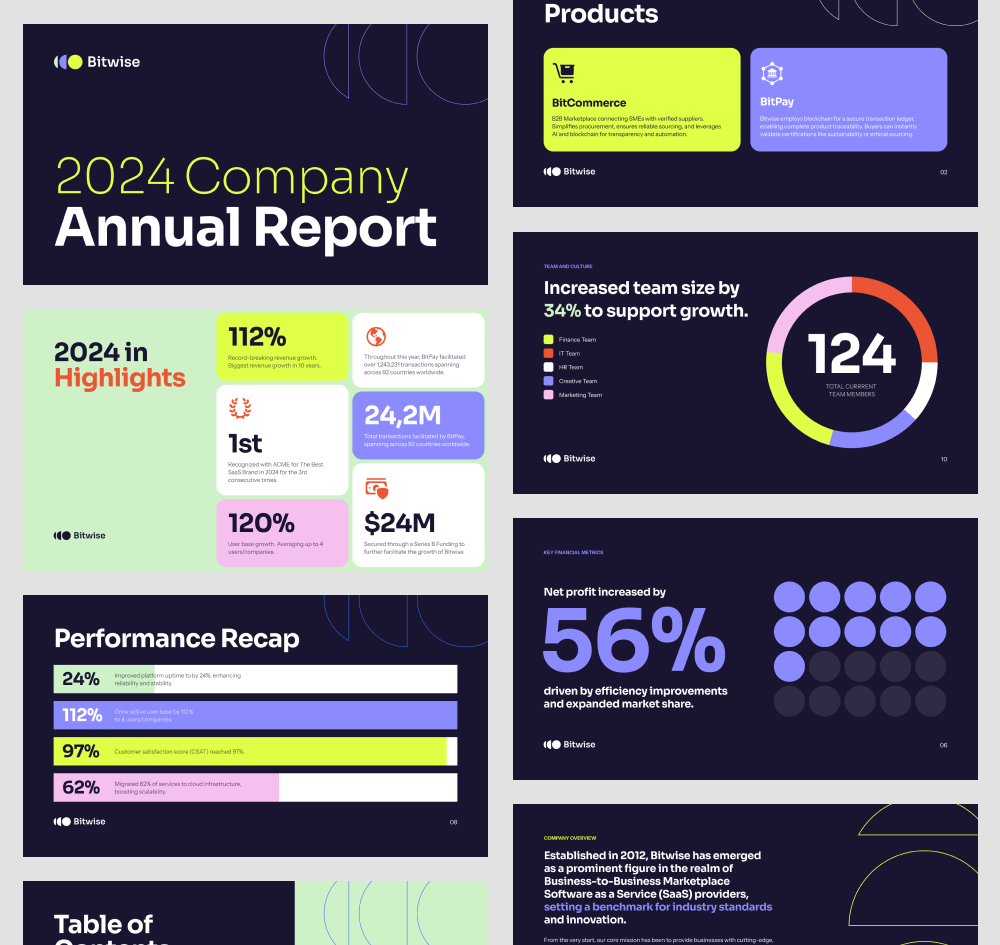 Bitwise
2024 Company
Annual Report
2024 in
Highlights
Bitwise
112%
Record-breaking revenue growth.
Biggest revenue growth in 10 years.
1st
Recognized with ACME for The Best
SaaS Brand in 2024 for the 3rd
consecutive times.
120%
User base growth. Averaging up to 4
users/companies.
Throughout this year, BitPay facilitated
over 1,243,231 transactions spanning
across 92 countries worldwide.
24,2M
Total transactions facilitated by BitPay,
spanning across 92 countries worldwide.
$24M
Secured through a Series B Funding to
further facilitate the growth of Bitwise.
Performance Recap
24%
Improved platform uptime to by 24%, enhancing
reliability and stability.
112%
Grew active user base by 112%
to 4 users/companies.
97%
Customer satisfaction score (CSAT) reached 97%.
62%
Migrated 62% of services to cloud infrastructure,
boosting scalability.
Bitwise
08
Table of
Contents
Products
BitCommerce
B2B Marketplace connecting SMEs with verified suppliers.
Simplifies procurement, ensures reliable sourcing, and leverages
AI and blockchain for transparency and automation.
BitPay
Bitwise employs blockchain for a secure transaction ledger,
enabling complete product traceability. Buyers can instantly
validate certifications like sustainability or ethical sourcing.
Bitwise
02
TEAM AND CULTURE
Increased team size by
34% to support growth.
Finance Team
IT Team
HR Team
Creative Team
Marketing Team
124
TOTAL CURRRENT
TEAM MEMBERS
Bitwise
10
KEY FINANCIAL METRICS
Net profit increased by
56%
driven by efficiency improvements
and expanded market share.
Bitwise
06
COMPANY OVERVIEW
Established in 2012, Bitwise has emerged
as a prominent figure in the realm of
Business-to-Business Marketplace
Software as a Service (SaaS) providers,
setting a benchmark for industry standards
and innovation.
From the very start, our core mission has been to provide businesses with cutting-edge,